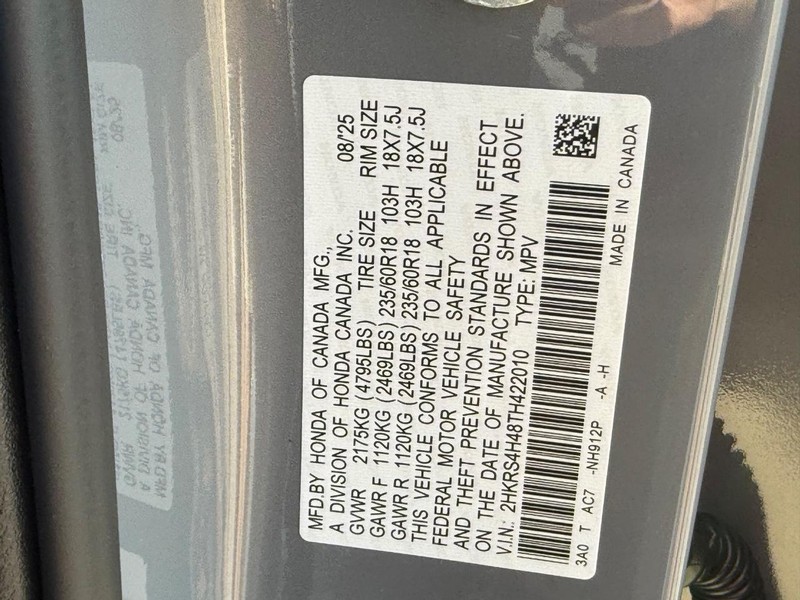 MFD.BY HONDA OF CANADA MFG.,
A DIVISION OF HONDA CANADA INC. 08/'25
GVWR 2175KG (4795LBS) TIRE SIZE RIM SIZE
GAWR F 1120KG (2469LBS) 235/60R18 103H 18X7.5J
GAWR R 1120KG (2469LBS) 235/60R18 103H 18X7.5J
THIS VEHICLE CONFORMS TO ALL APPLICABLE
FEDERAL MOTOR VEHICLE SAFETY
AND THEFT PREVENTION STANDARDS IN EFFECT
ON THE DATE OF MANUFACTURE SHOWN ABOVE.
V.I.N.: 2HKRS4H48TH422010 TYPE: MPV
3A0 T AC7 -NH912P -A -H
MADE IN CANADA